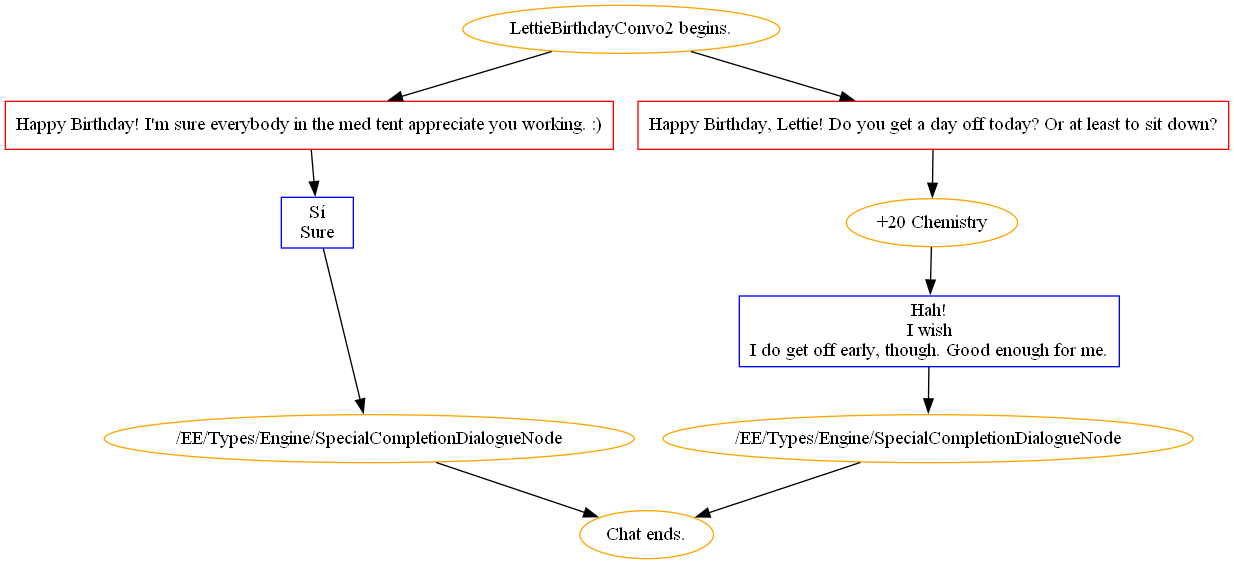 LettieBirthdayConvo2 begins.
Happy Birthday! I'm sure everybody in the med tent appreciate you working. :)
Happy Birthday, Lettie! Do you get a day off today? Or at least to sit down?
Sí
Sure
+20 Chemistry
Hah!
I wish
I do get off early, though. Good enough for me.
/EE/Types/Engine/SpecialCompletionDialogueNode
/EE/Types/Engine/SpecialCompletionDialogueNode
Chat ends.